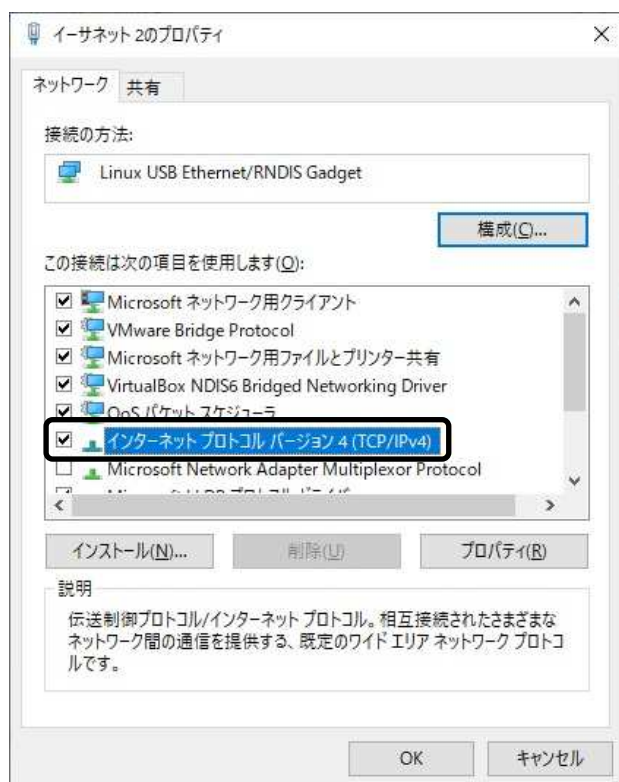 イーサネット 2のプロパティ
ネットワーク 共有
接続の方法:
Linux USB Ethernet/RNDIS Gadget
構成(C)...
この接続は次の項目を使用します(O):
Microsoft ネットワーク用クライアント
VMware Bridge Protocol
Microsoft ネットワーク用ファイルとプリンター共有
VirtualBox NDIS6 Bridged Networking Driver
QoS パケット スケジューラ
インターネット プロトコル バージョン 4 (TCP/IPv4)
Microsoft Network Adapter Multiplexor Protocol
インストール(N)... 削除(U) プロパティ(R)
説明
伝送制御プロトコル/インターネット プロトコル。相互接続されたさまざまな
ネットワーク間の通信を提供する、既定のワイド エリア ネットワーク プロトコ
ルです。
OK キャンセル